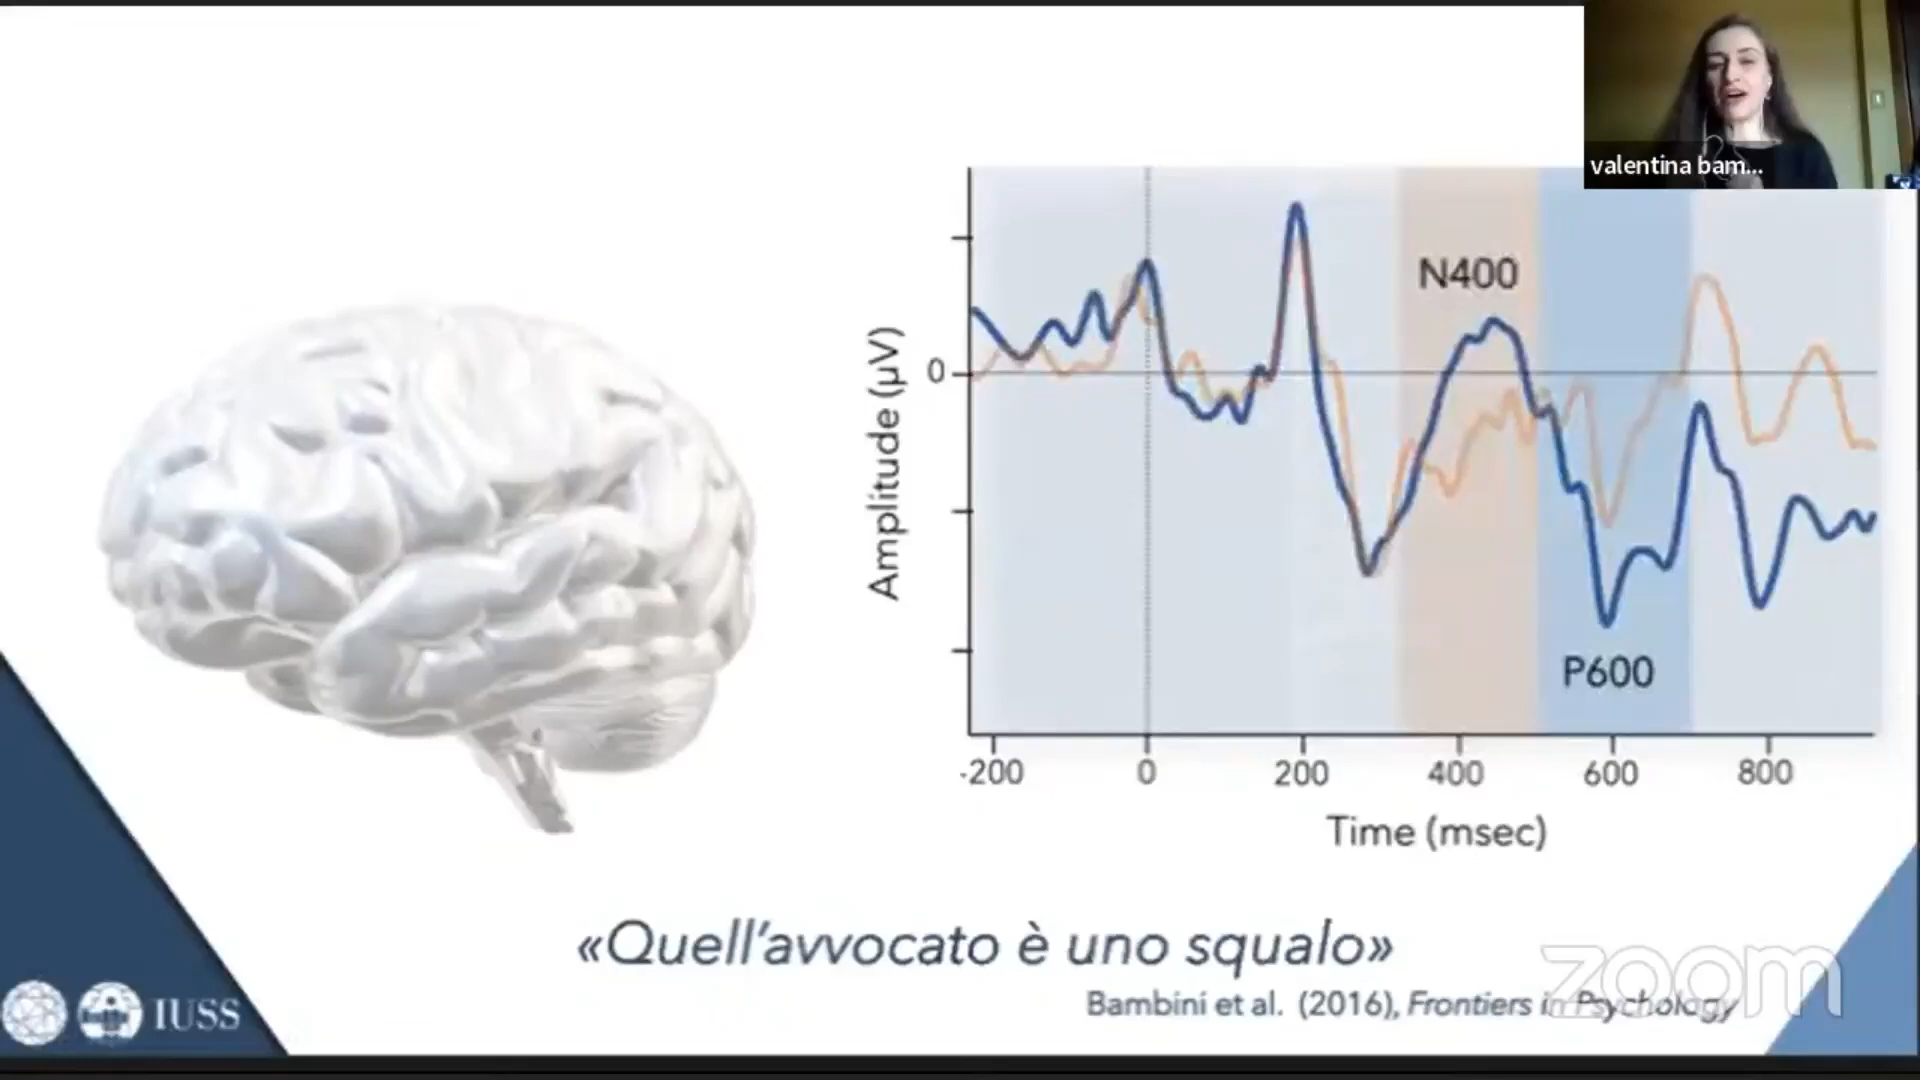 valentina bam...
N400
Amplitude (µV)
0
P600
-200 0 200 400 600 800
Time (msec)
«Quell'avvocato è uno squalo»
Bambini et al. (2016), Frontiers in Psychology
zoom
IUSS